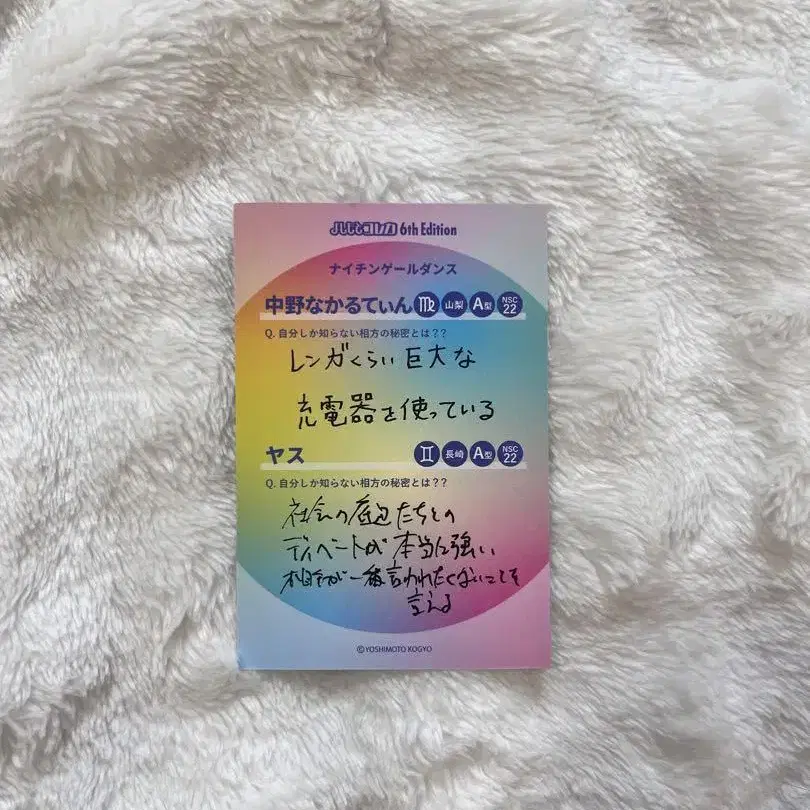 よしもとコレカ 6th Edition
ナイチンゲールダンス
中野なかるてぃん ♍ 山梨 A型 NSC 22
Q. 自分しか知らない相方の秘密とは？？
レンガくらい巨大な
充電器を使っている
ヤス ♊ 長崎 A型 NSC 22
Q. 自分しか知らない相方の秘密とは？？
社会の底辺たちとの
ディベートが本当に強い
相手が一番言われたくないことを
言える
©YOSHIMOTO KOGYO